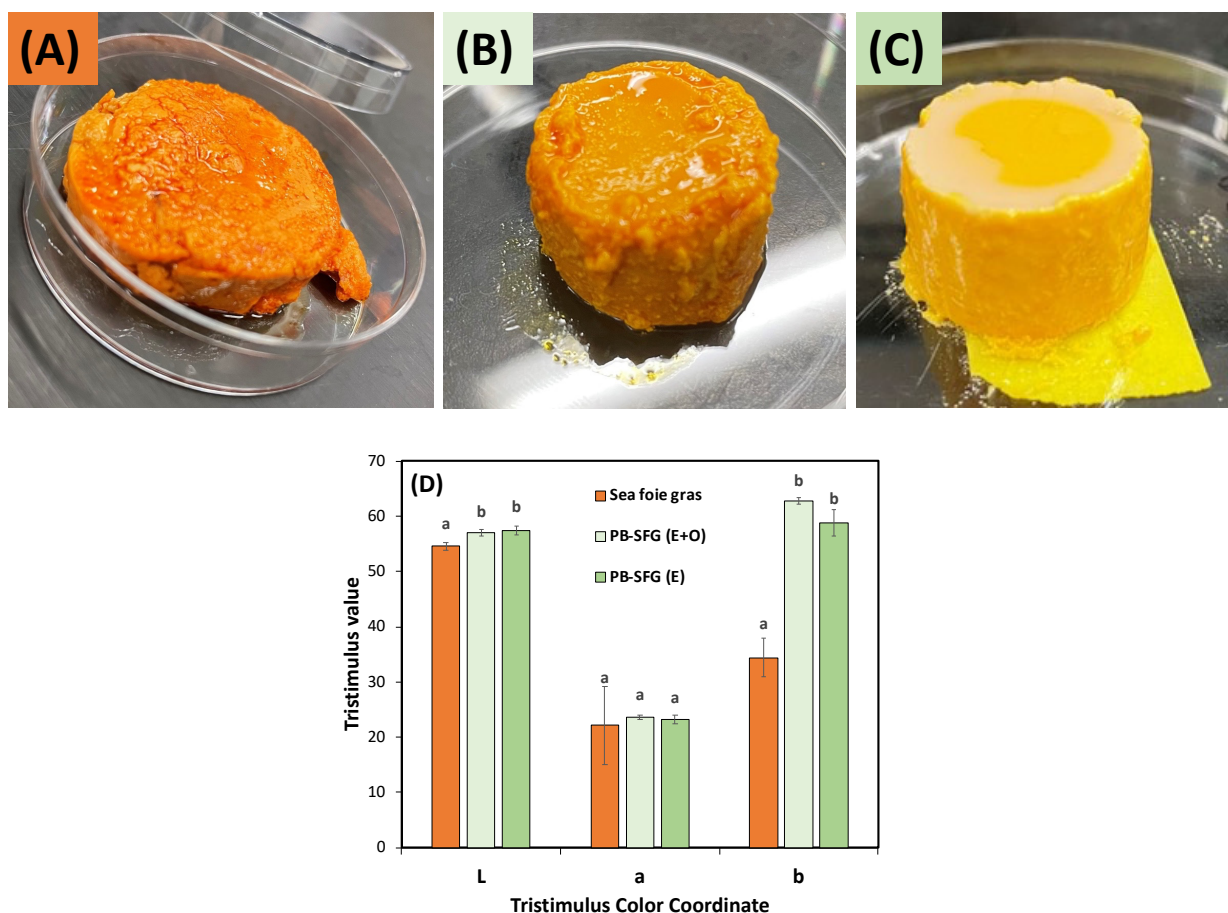 (A)
(B)
(C)
(D)
Sea foie gras
PB-SFG (E+O)
PB-SFG (E)
70
60
50
40
30
20
10
0
a
b
b
a
a
a
a
b
b
L
a
b
Tristimulus value
Tristimulus Color Coordinate